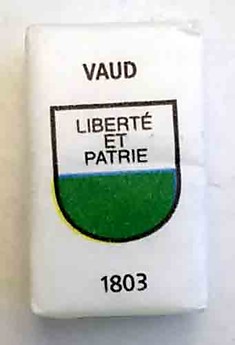 VAUD
LIBERTÉ
ET
PATRIE
1803